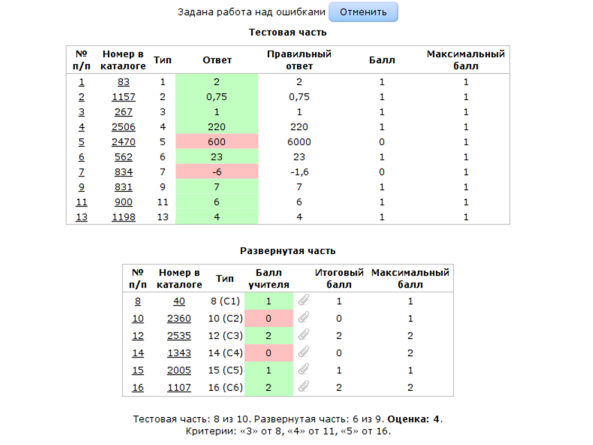 Задана работа над ошибками Отменить
Тестовая часть
№ п/п Номер в каталоге Тип Ответ Правильный ответ Балл Максимальный балл
1 83 1 2 2 1 1
2 1157 2 0,75 0,75 1 1
3 267 3 1 1 1 1
4 2506 4 220 220 1 1
5 2470 5 600 6000 0 1
6 562 6 23 23 1 1
7 834 7 -6 -1,6 0 1
9 831 9 7 7 1 1
11 900 11 6 6 1 1
13 1198 13 4 4 1 1
Развернутая часть
№ п/п Номер в каталоге Тип Балл учителя Итоговый балл Максимальный балл
8 40 8 (C1) 1 1 1
10 2360 10 (C2) 0 0 1
12 2535 12 (C3) 2 2 2
14 1343 14 (C4) 0 0 2
15 2005 15 (C5) 1 1 1
16 1107 16 (C6) 2 2 2
Тестовая часть: 8 из 10. Развернутая часть: 6 из 9. Оценка: 4.
Критерии: «3» от 8, «4» от 11, «5» от 16.